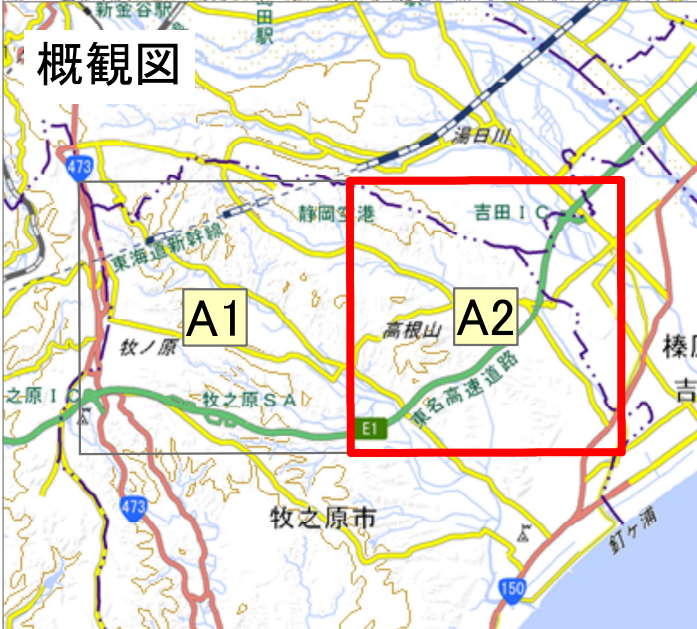 新金谷駅
田駅
概観図
湯日川
473
静岡空港
吉田IC
東海道新幹線
A1
A2
高根山
牧ノ原
榛原
吉
之原IC
牧之原SA
東名高速道路
E1
473
牧之原市
釘ヶ浦
150